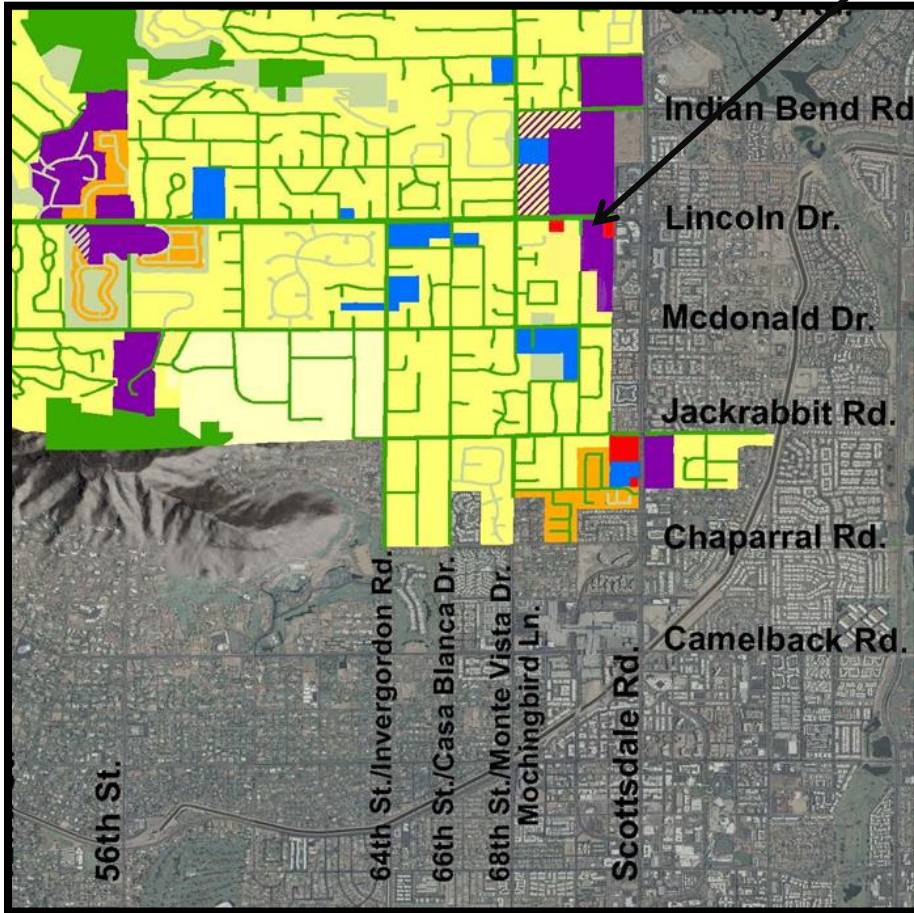 Rd.
Indian Bend Rd
Lincoln Dr.
Mcdonald Dr.
Jackrabbit Rd.
Chaparral Rd.
Camelback Rd.
56th St.
64th St./Invergordon Rd.
66th St./Casa Blanca Dr.
68th St./Monte Vista Dr.
Mochingbird Ln.
Scottsdale Rd.